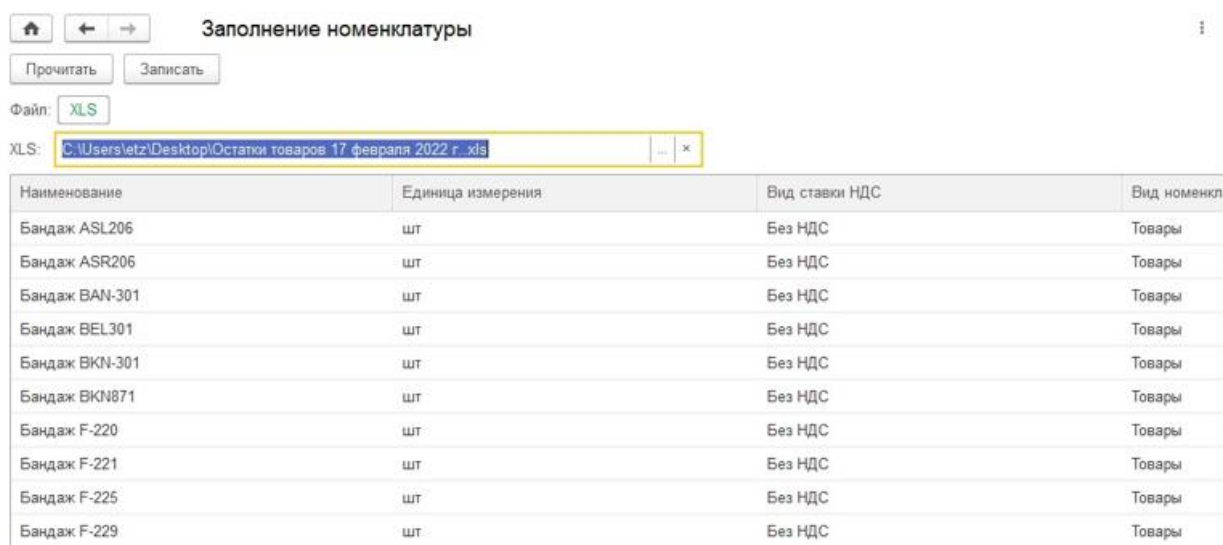 Заполнение номенклатуры
Прочитать Записать
Файл: XLS
XLS: C:\Users\etz\Desktop\Остатки товаров 17 февраля 2022 г..xls ... ×
Наименование Единица измерения Вид ставки НДС Вид номенкл
Бандаж ASL206 шт Без НДС Товары
Бандаж ASR206 шт Без НДС Товары
Бандаж BAN-301 шт Без НДС Товары
Бандаж BEL301 шт Без НДС Товары
Бандаж BKN-301 шт Без НДС Товары
Бандаж BKN871 шт Без НДС Товары
Бандаж F-220 шт Без НДС Товары
Бандаж F-221 шт Без НДС Товары
Бандаж F-225 шт Без НДС Товары
Бандаж F-229 шт Без НДС Товары